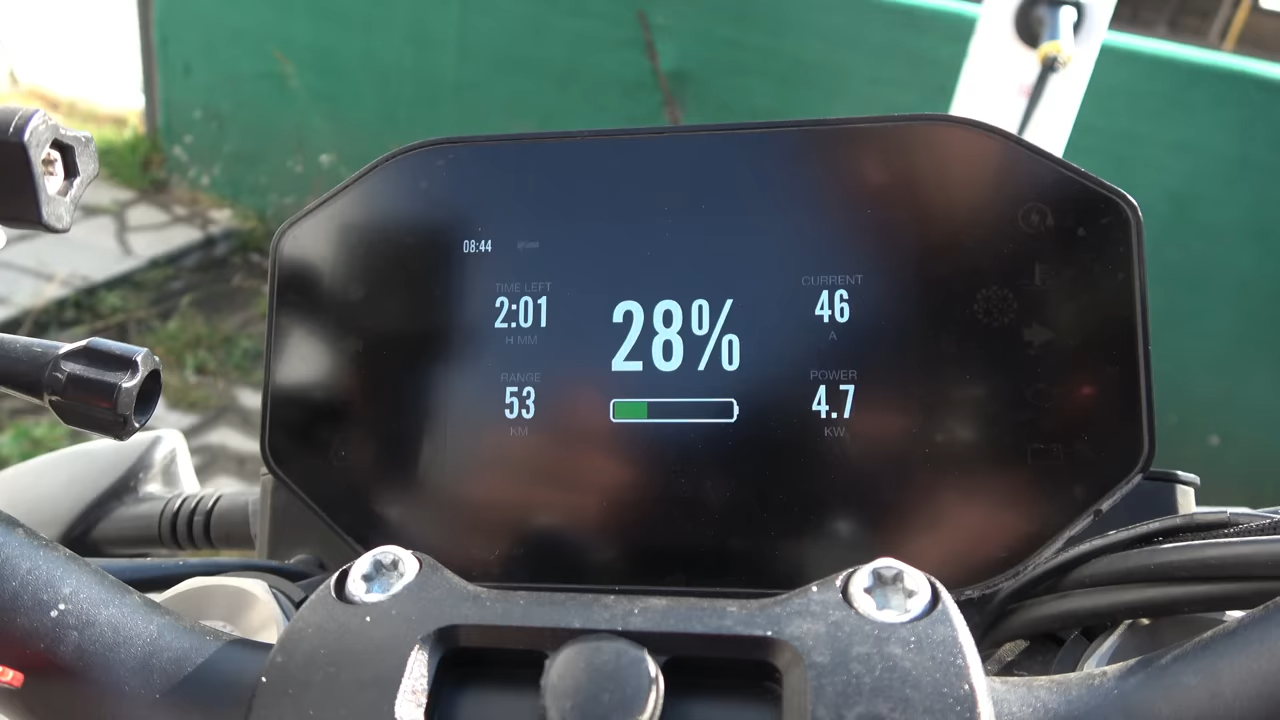 08:44
TIME LEFT
2:01
H MM
RANGE
53
KM
28%
CURRENT
46
A
POWER
4.7
KW